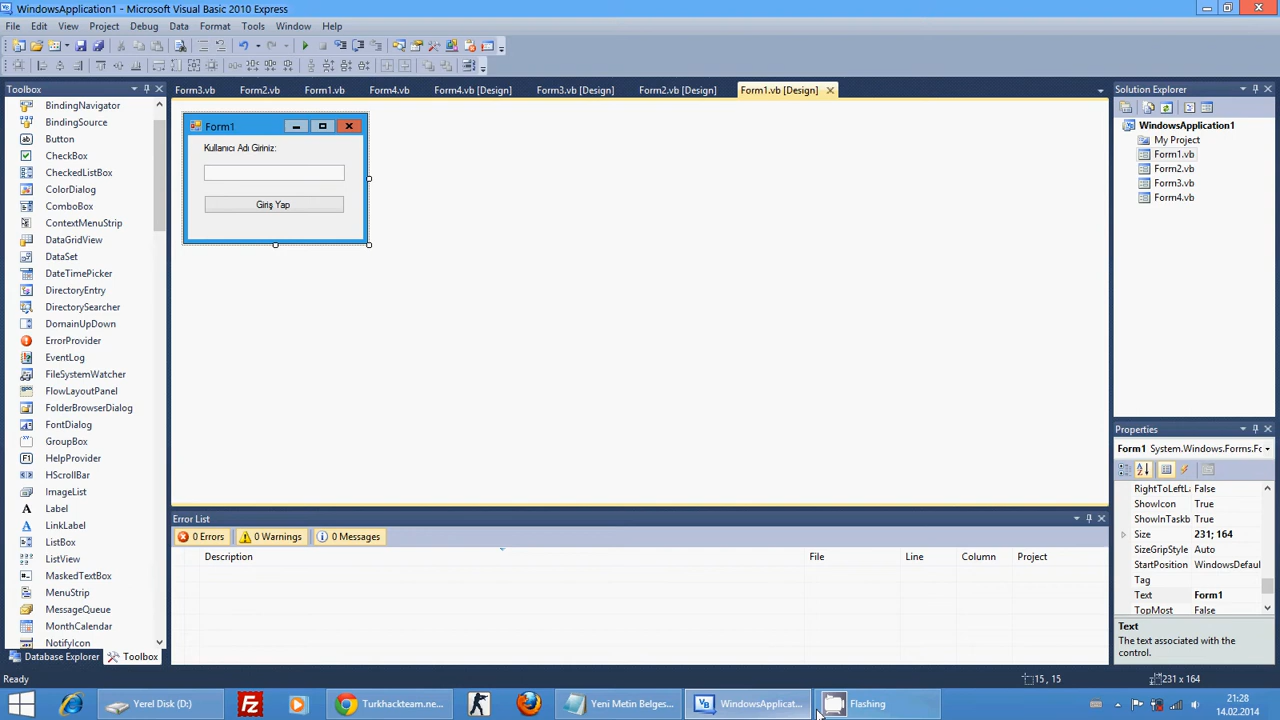 WindowsApplication1 - Microsoft Visual Basic 2010 Express
File Edit View Project Debug Data Format Tools Window Help
Toolbox
Form3.vb Form2.vb Form1.vb Form4.vb Form4.vb [Design] Form3.vb [Design] Form2.vb [Design] Form1.vb [Design]
Solution Explorer
BindingNavigator
BindingSource
Button
CheckBox
CheckedListBox
ColorDialog
ComboBox
ContextMenuStrip
DataGridView
DataSet
DateTimePicker
DirectoryEntry
DirectorySearcher
DomainUpDown
ErrorProvider
EventLog
FileSystemWatcher
FlowLayoutPanel
FolderBrowserDialog
FontDialog
GroupBox
HelpProvider
HScrollBar
ImageList
Label
LinkLabel
ListBox
ListView
MaskedTextBox
MenuStrip
MessageQueue
MonthCalendar
NotifyIcon
Database Explorer Toolbox
Form1
Kullanıcı Adı Giriniz:
Giriş Yap
WindowsApplication1
My Project
Form1.vb
Form2.vb
Form3.vb
Form4.vb
Properties
Form1 System.Windows.Forms.Fc
RightToLeftL False
ShowIcon True
ShowInTaskb True
Size 231; 164
SizeGripStyle Auto
StartPosition WindowsDefaul
Tag
Text Form1
TopMost False
Text
The text associated with the
control.
Error List
0 Errors 0 Warnings 0 Messages
Description File Line Column Project
Ready 15, 15 231 x 164
Yerel Disk (D:) Turkhackteam.ne... Yeni Metin Belges... WindowsApplicat... Flashing
21:28
14.02.2014